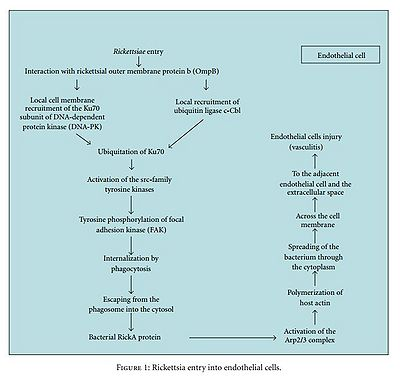 Rickettsiae entry
Endothelial cell
Interaction with rickettsial outer membrane protein b (OmpB)
Local cell membrane
recruitment of the Ku70
subunit of DNA-dependent
protein kinase (DNA-PK)
Local recruitment of
ubiquitin ligase c-Cbl
Ubiquitation of Ku70
Activation of the src-family
tyrosine kinases
Tyrosine phosphorylation of focal
adhesion kinase (FAK)
Internalization by
phagocytosis
Escaping from the
phagosome into the cytosol
Bacterial RickA protein
Activation of the
Arp2/3 complex
Polymerization of
host actin
Spreading of the
bacterium through
the cytoplasm
Across the cell
membrane
To the adjacent
endothelial cell and the
extracellular space
Endothelial cells injury
(vasculitis)
FIGURE 1: Rickettsia entry into endothelial cells.